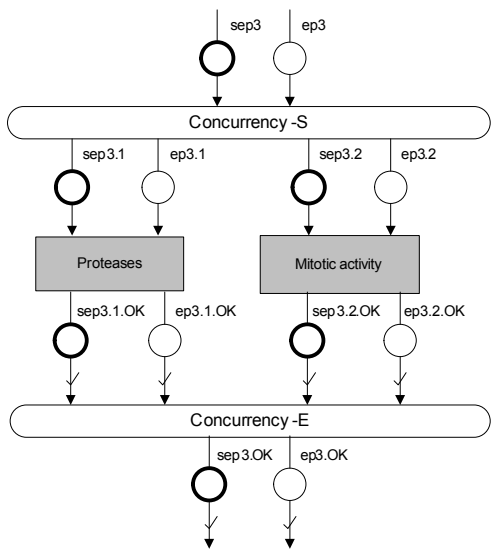 sep3 ep3
Concurrency -S
sep3.1 ep3.1 sep3.2 ep3.2
Proteases Mitotic activity
sep3.1.OK ep3.1.OK sep3.2.OK ep3.2.OK
Concurrency -E
sep3.OK ep3.OK